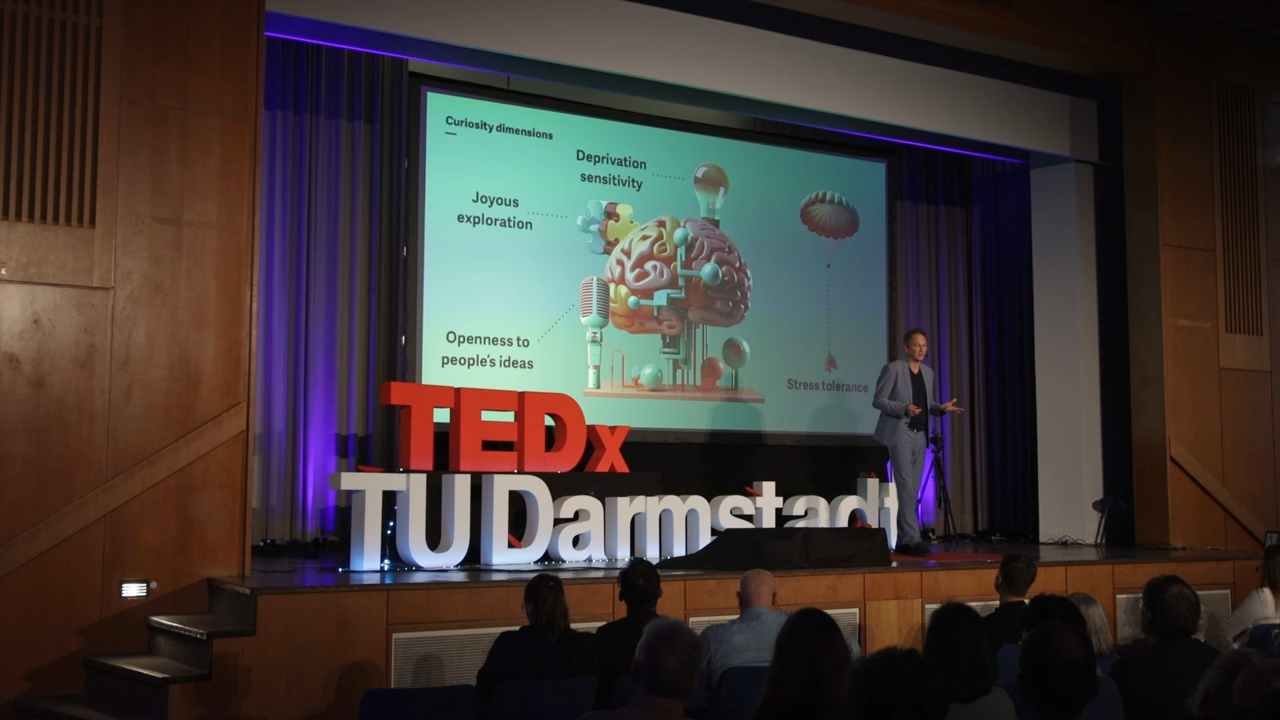 Curiosity dimensions
Deprivation
sensitivity
Joyous
exploration
Openness to
people's ideas
Stress tolerance
TEDx
TU Darmstadt